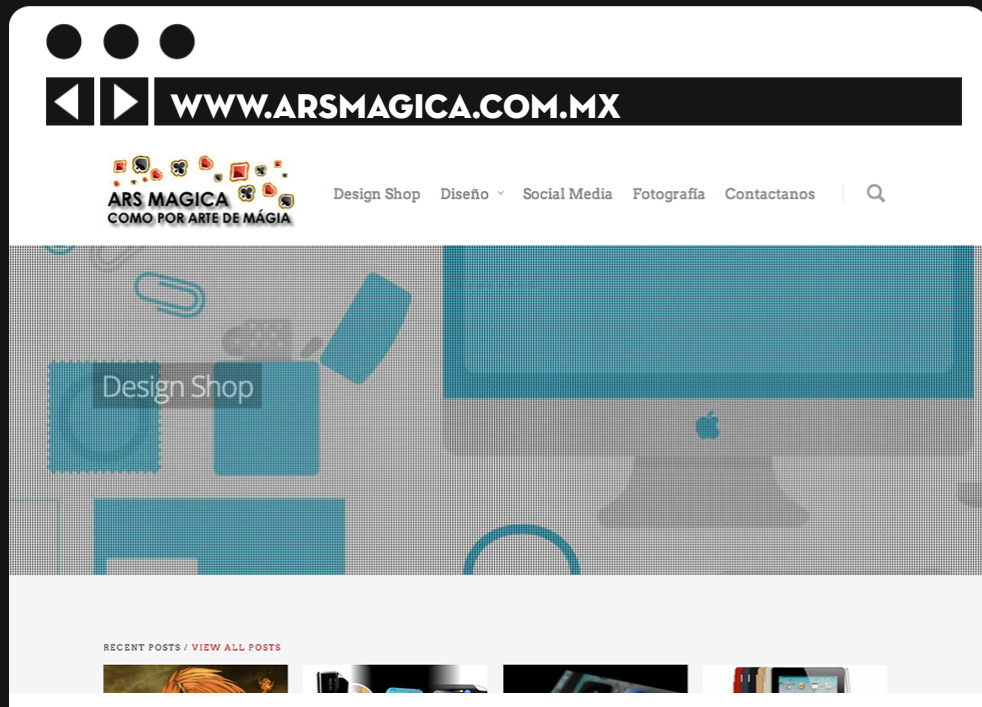 WWW.ARSMAGICA.COM.MX
ARS MAGICA
COMO POR ARTE DE MÁGIA
Design Shop Diseño Social Media Fotografía Contactanos
Design Shop
RECENT POSTS / VIEW ALL POSTS